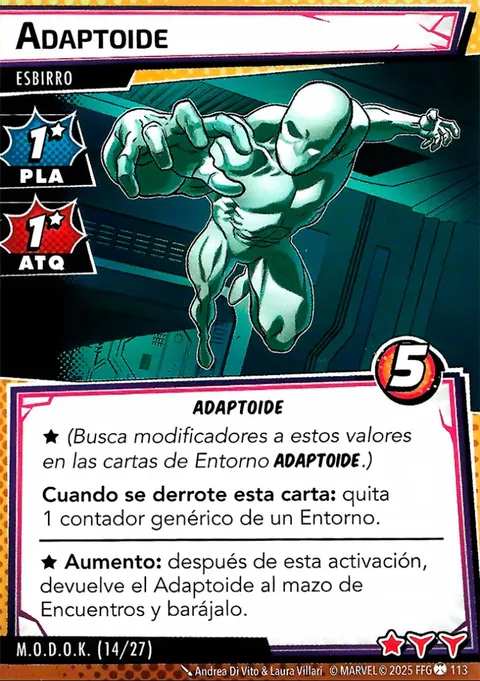 ADAPTOIDE
ESBIRRO
1★
PLA
1★
ATQ
5
ADAPTOIDE
★ (Busca modificadores a estos valores
en las cartas de Entorno ADAPTOIDE.)
Cuando se derrote esta carta: quita
1 contador genérico de un Entorno.
★ Aumento: después de esta activación,
devuelve el Adaptoide al mazo de
Encuentros y barájalo.
M.O.D.O.K. (14/27)
Andrea Di Vito & Laura Villari © MARVEL © 2025 FFG 113